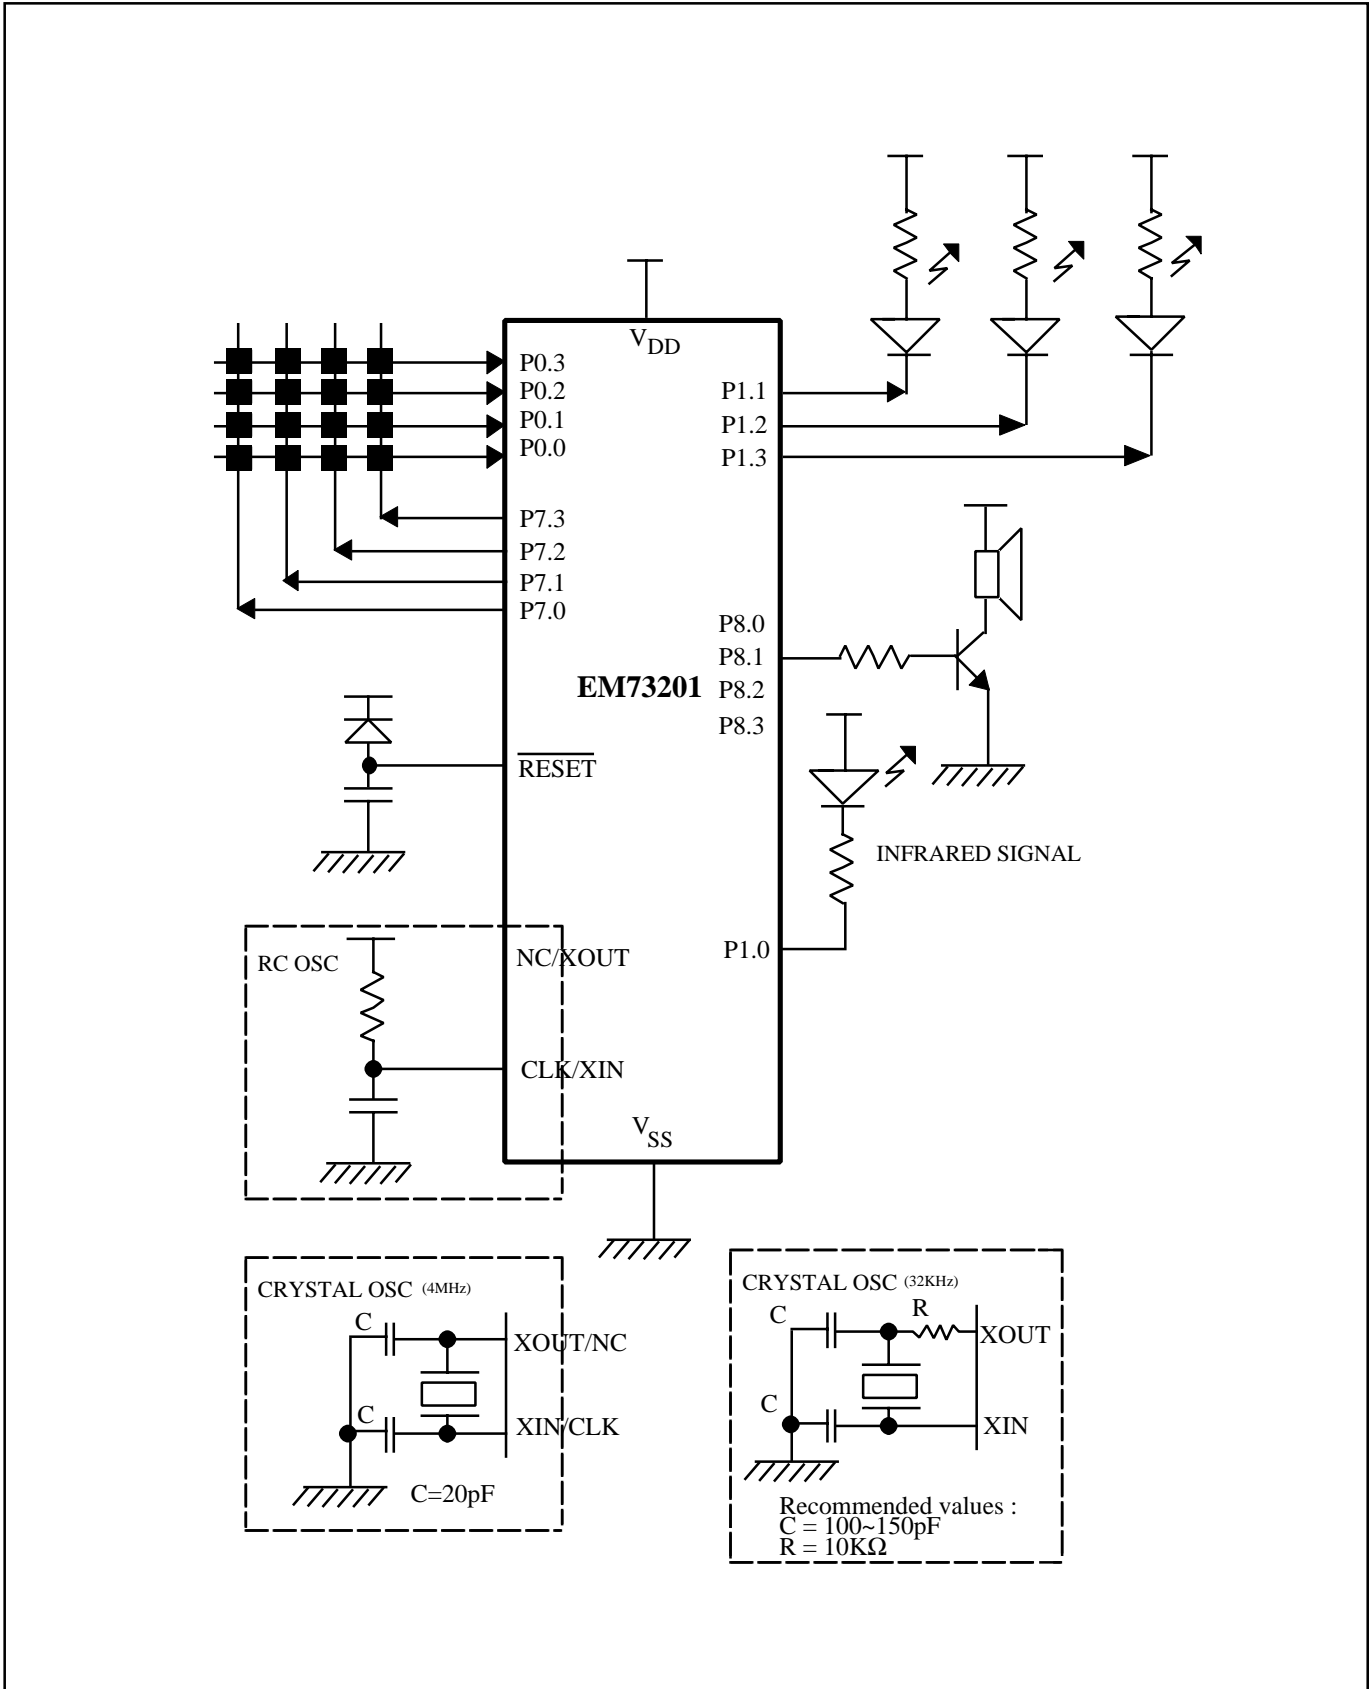 V DD
P0.3
P0.2
P0.1
P0.0
P7.3
P7.2
P7.1
P7.0
P1.1
P1.2
P1.3
P8.0
P8.1
P8.2
P8.3
EM73201
RESET
INFRARED SIGNAL
P1.0
RC OSC
NC/XOUT
CLK/XIN
V SS
CRYSTAL OSC (4MHz)
C
XOUT/NC
C
XIN/CLK
C=20pF
CRYSTAL OSC (32KHz)
C
R
XOUT
C
XIN
Recommended values :
C = 100~150pF
R = 10KΩ